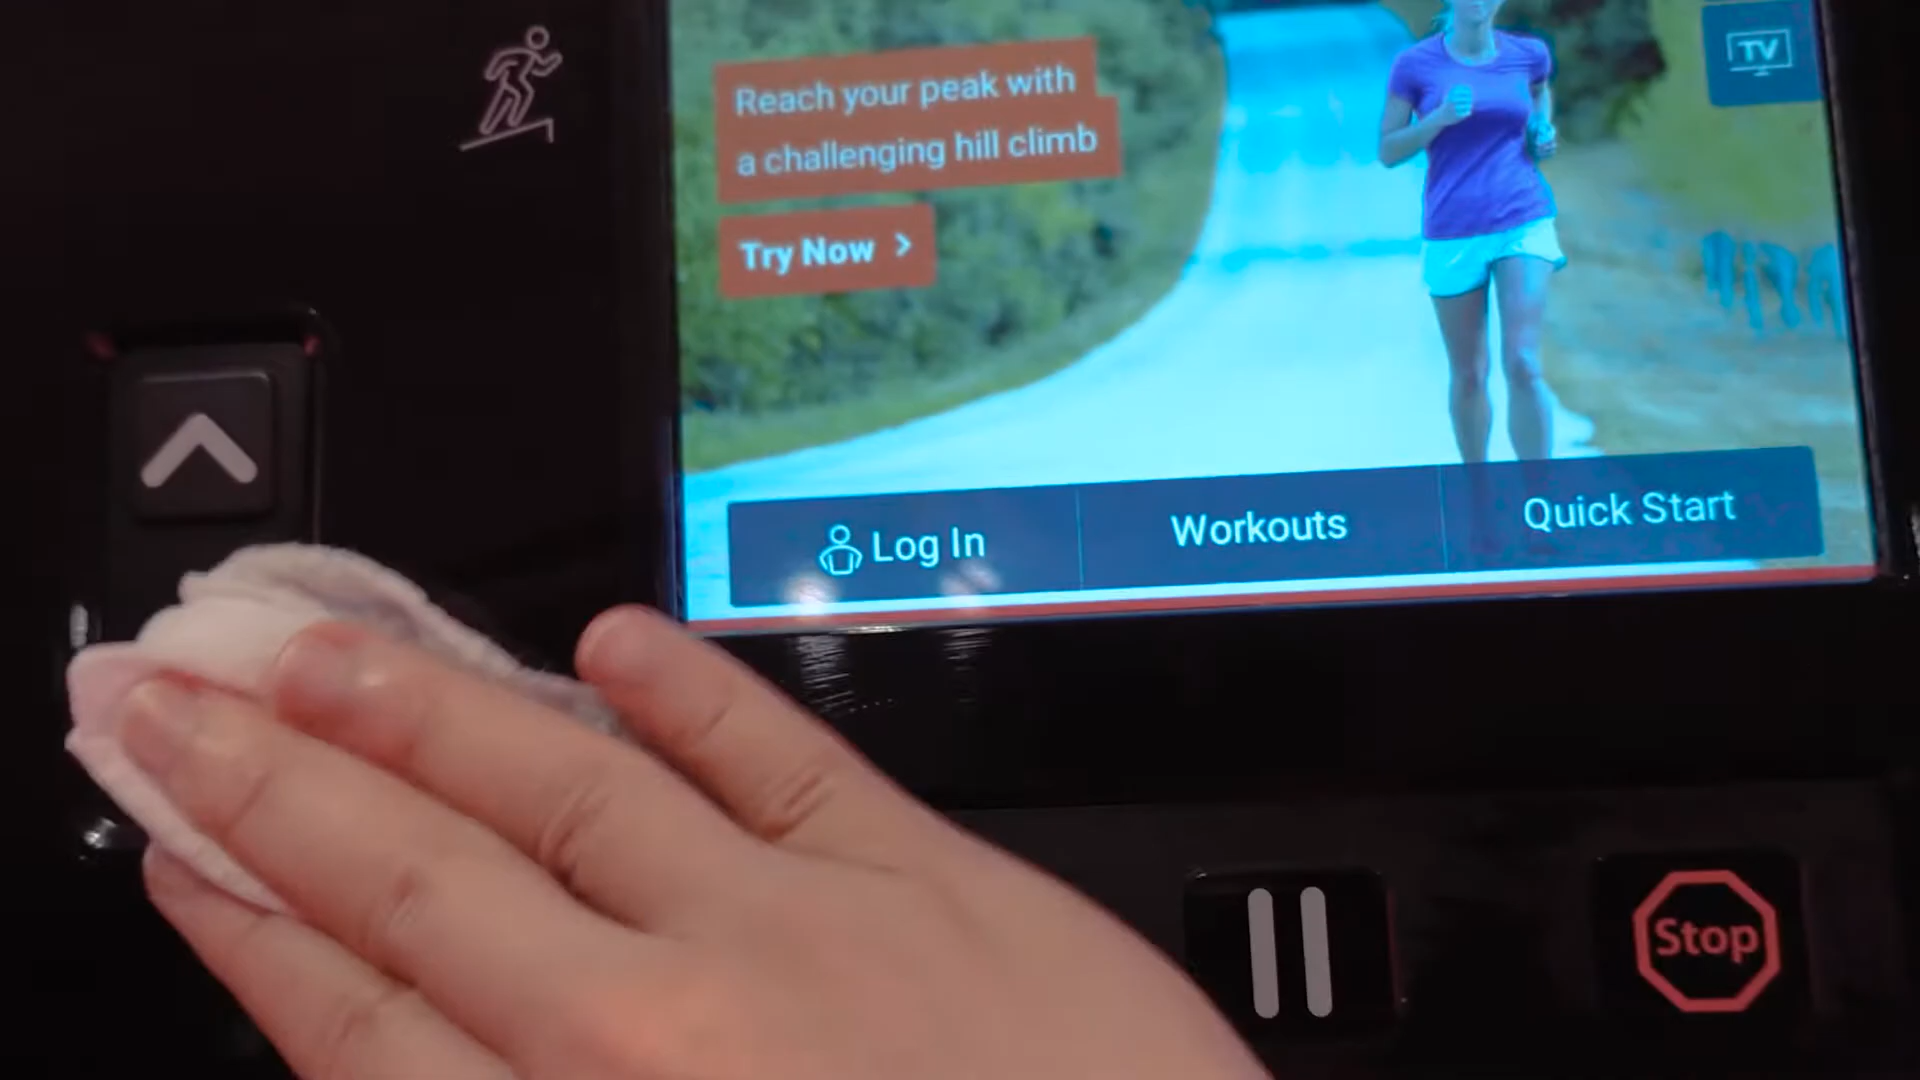 TV
Reach your peak with
a challenging hill climb
Try Now
Log In
Workouts
Quick Start
Stop